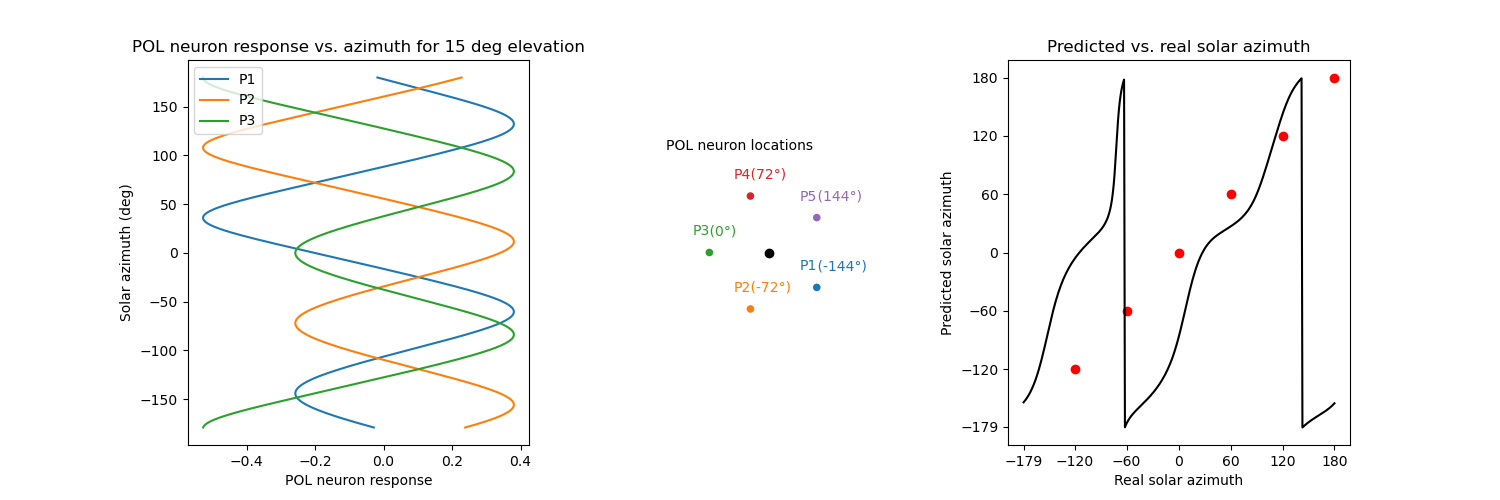 POL neuron response vs. azimuth for 15 deg elevation
P1
P2
P3
150
100
50
0
−50
−100
−150
Solar azimuth (deg)
−0.4 −0.2 0.0 0.2 0.4
POL neuron response
POL neuron locations
P4(72°)
P5(144°)
P3(0°)
P1(-144°)
P2(-72°)
Predicted vs. real solar azimuth
180
120
60
0
−60
−120
−179
Predicted solar azimuth
−179 −120 −60 0 60 120 180
Real solar azimuth